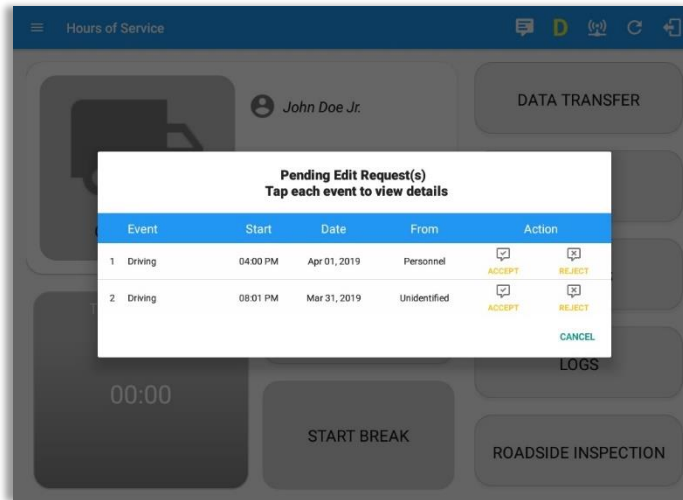 Hours of Service
D
John Doe Jr.
DATA TRANSFER
Pending Edit Request(s)
Tap each event to view details
Event Start Date From Action
1 Driving 04:00 PM Apr 01, 2019 Personnel ACCEPT REJECT
2 Driving 08:01 PM Mar 31, 2019 Unidentified ACCEPT REJECT
CANCEL
LOGS
00:00
START BREAK
ROADSIDE INSPECTION